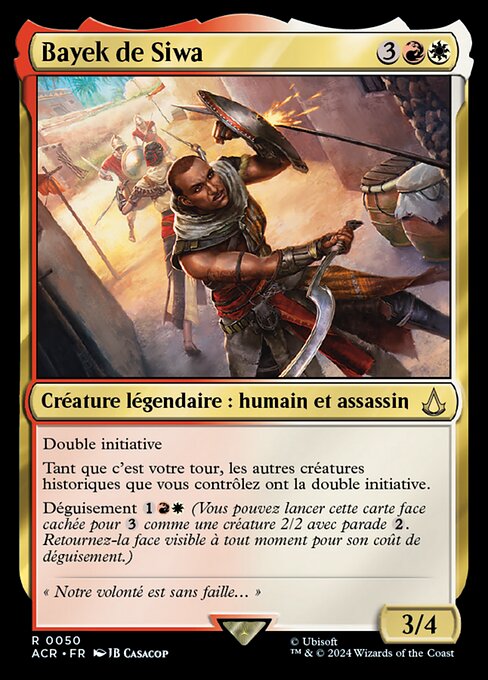 Bayek de Siwa 3
Créature légendaire : humain et assassin
Double initiative
Tant que c'est votre tour, les autres créatures
historiques que vous contrôlez ont la double initiative.
Déguisement 1 (Vous pouvez lancer cette carte face
cachée pour 3 comme une créature 2/2 avec parade 2.
Retournez-la face visible à tout moment pour son coût de
déguisement.)
« Notre volonté est sans faille... »
3/4
R 0050
ACR • FR JB Casacop
© Ubisoft
™ & © 2024 Wizards of the Coast